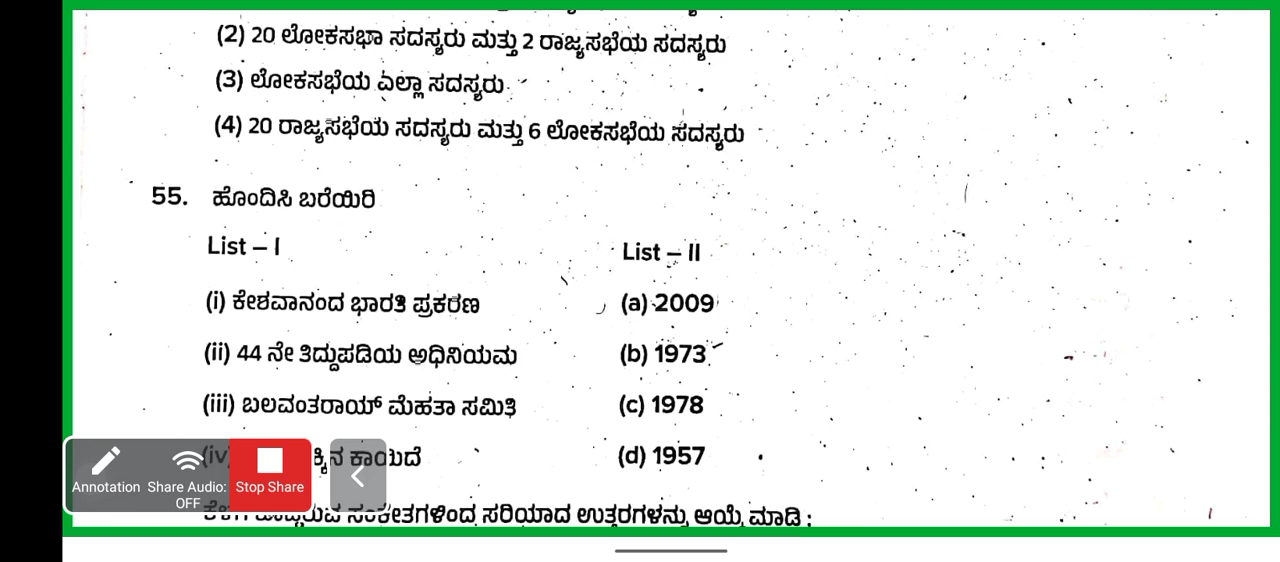 (2) 20 ಲೋಕಸಭಾ ಸದಸ್ಯರು ಮತ್ತು 2 ರಾಜ್ಯಸಭೆಯ ಸದಸ್ಯರು
(3) ಲೋಕಸಭೆಯ ಎಲ್ಲಾ ಸದಸ್ಯರು
(4) 20 ರಾಜ್ಯಸಭೆಯ ಸದಸ್ಯರು ಮತ್ತು 6 ಲೋಕಸಭೆಯ ಸದಸ್ಯರು
55. ಹೊಂದಿಸಿ ಬರೆಯಿರಿ
List – I List – II
(i) ಕೇಶವಾನಂದ ಭಾರತಿ ಪ್ರಕರಣ (a) 2009
(ii) 44 ನೇ ತಿದ್ದುಪಡಿಯ ಅಧಿನಿಯಮ (b) 1973
(iii) ಬಲವಂತರಾಯ್ ಮೆಹತಾ ಸಮಿತಿ (c) 1978
(iv) ಕಾಯಿದೆ (d) 1957
Annotation Share Audio: OFF Stop Share
ಸಂಕೇತಗಳಿಂದ ಸರಿಯಾದ ಉತ್ತರಗಳನ್ನು ಆಯ್ಕೆ ಮಾಡಿ :